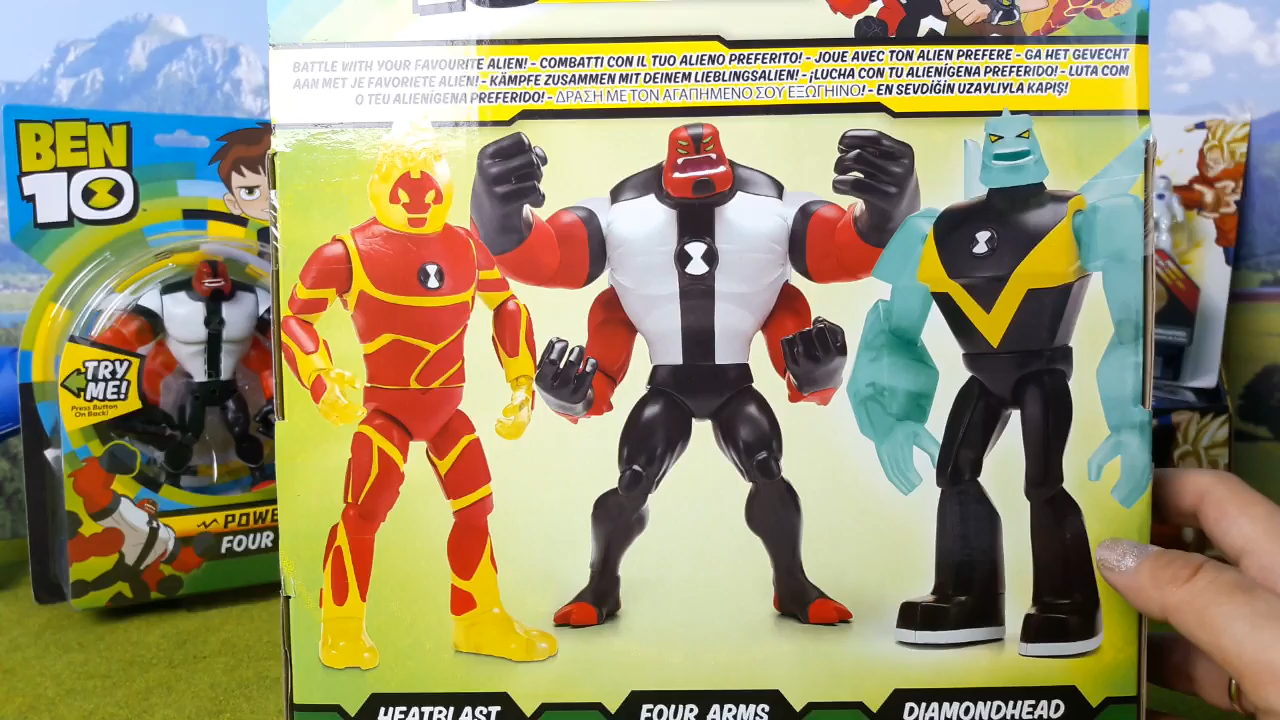 BATTLE WITH YOUR FAVOURITE ALIEN! - COMBATTI CON IL TUO ALIENO PREFERITO! - JOUE AVEC TON ALIEN PREFERE - GA HET GEVECHT
AAN MET JE FAVORIETE ALIEN! - KÄMPFE ZUSAMMEN MIT DEINEM LIEBLINGSALIEN! - ¡LUCHA CON TU ALIENÍGENA PREFERIDO! - LUTA COM
O TEU ALIENÍGENA PREFERIDO! - ΔΡΑΣΗ ΜΕ ΤΟΝ ΑΓΑΠΗΜΕΝΟ ΣΟΥ ΕΞΩΓΗΙΝΟ! - EN SEVDİĞİN UZAYLIYLA KAPIŞ!
BEN
10
TRY
ME!
Press Button
On Back!
POWE
FOUR
HEATBLAST
FOUR ARMS
DIAMONDHEAD